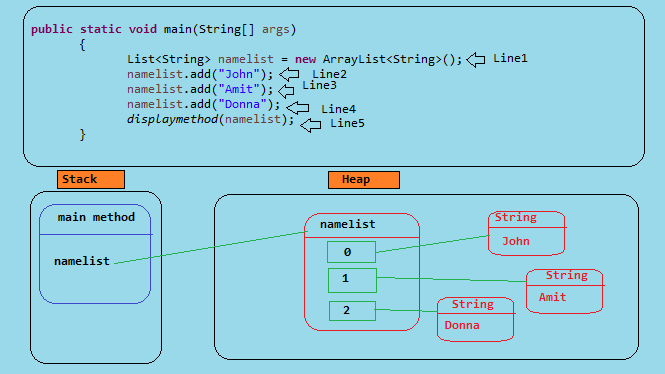 public static void main(String[] args)
{
List<String> namelist = new ArrayList<String>(); Line1
namelist.add("John"); Line2
namelist.add("Amit"); Line3
namelist.add("Donna"); Line4
displaymethod(namelist); Line5
}
Stack
Heap
main method
namelist
namelist
0
1
2
String
John
String
Amit
String
Donna